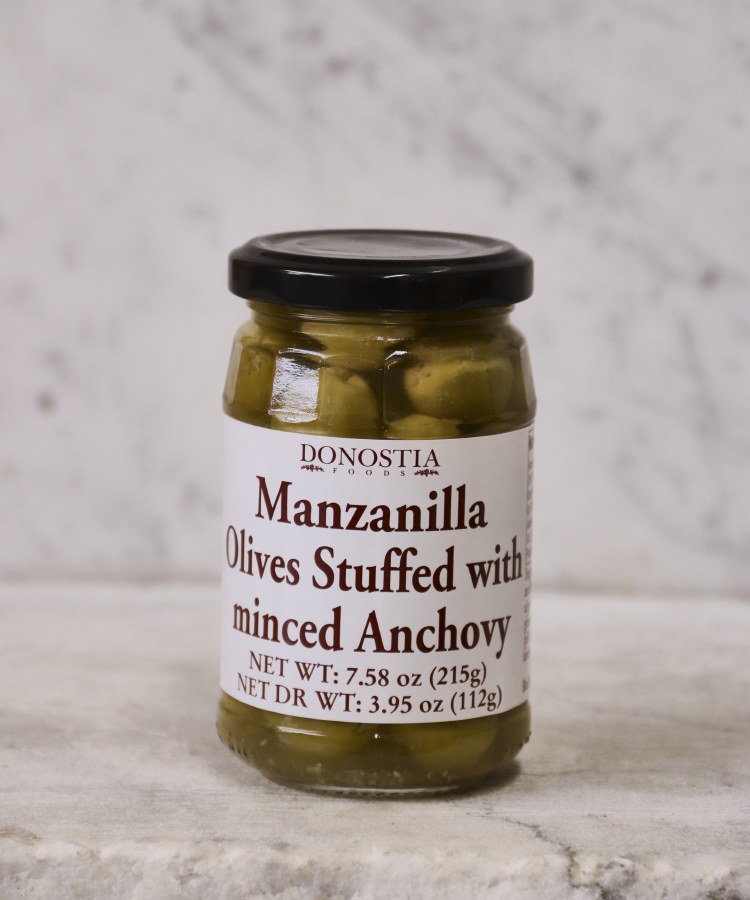 DONOSTIA
FOODS
Manzanilla
Olives Stuffed with
minced Anchovy
NET WT: 7.58 oz (215g)
NET DR WT: 3.95 oz (112g)